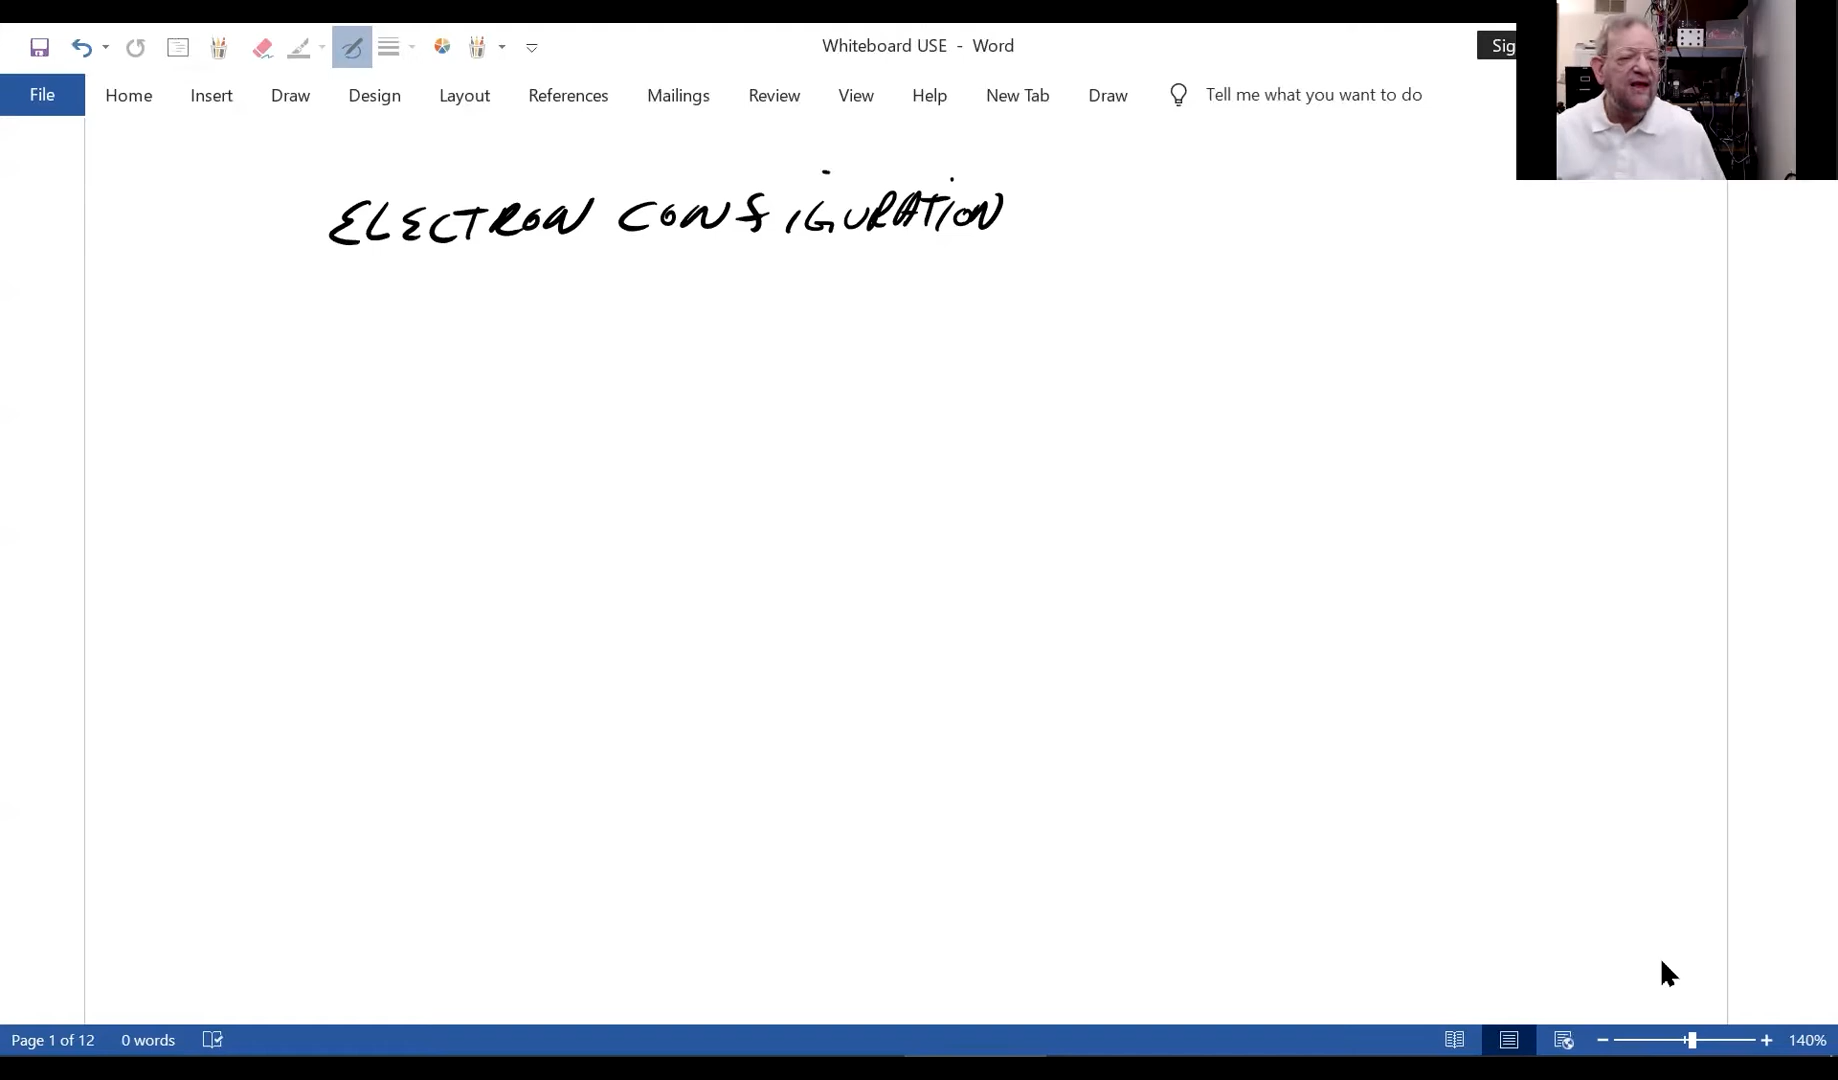 Whiteboard USE - Word
Sig
File Home Insert Draw Design Layout References Mailings Review View Help New Tab Draw Tell me what you want to do
ELECTRON CONFIGURATION
Page 1 of 12 0 words 140%